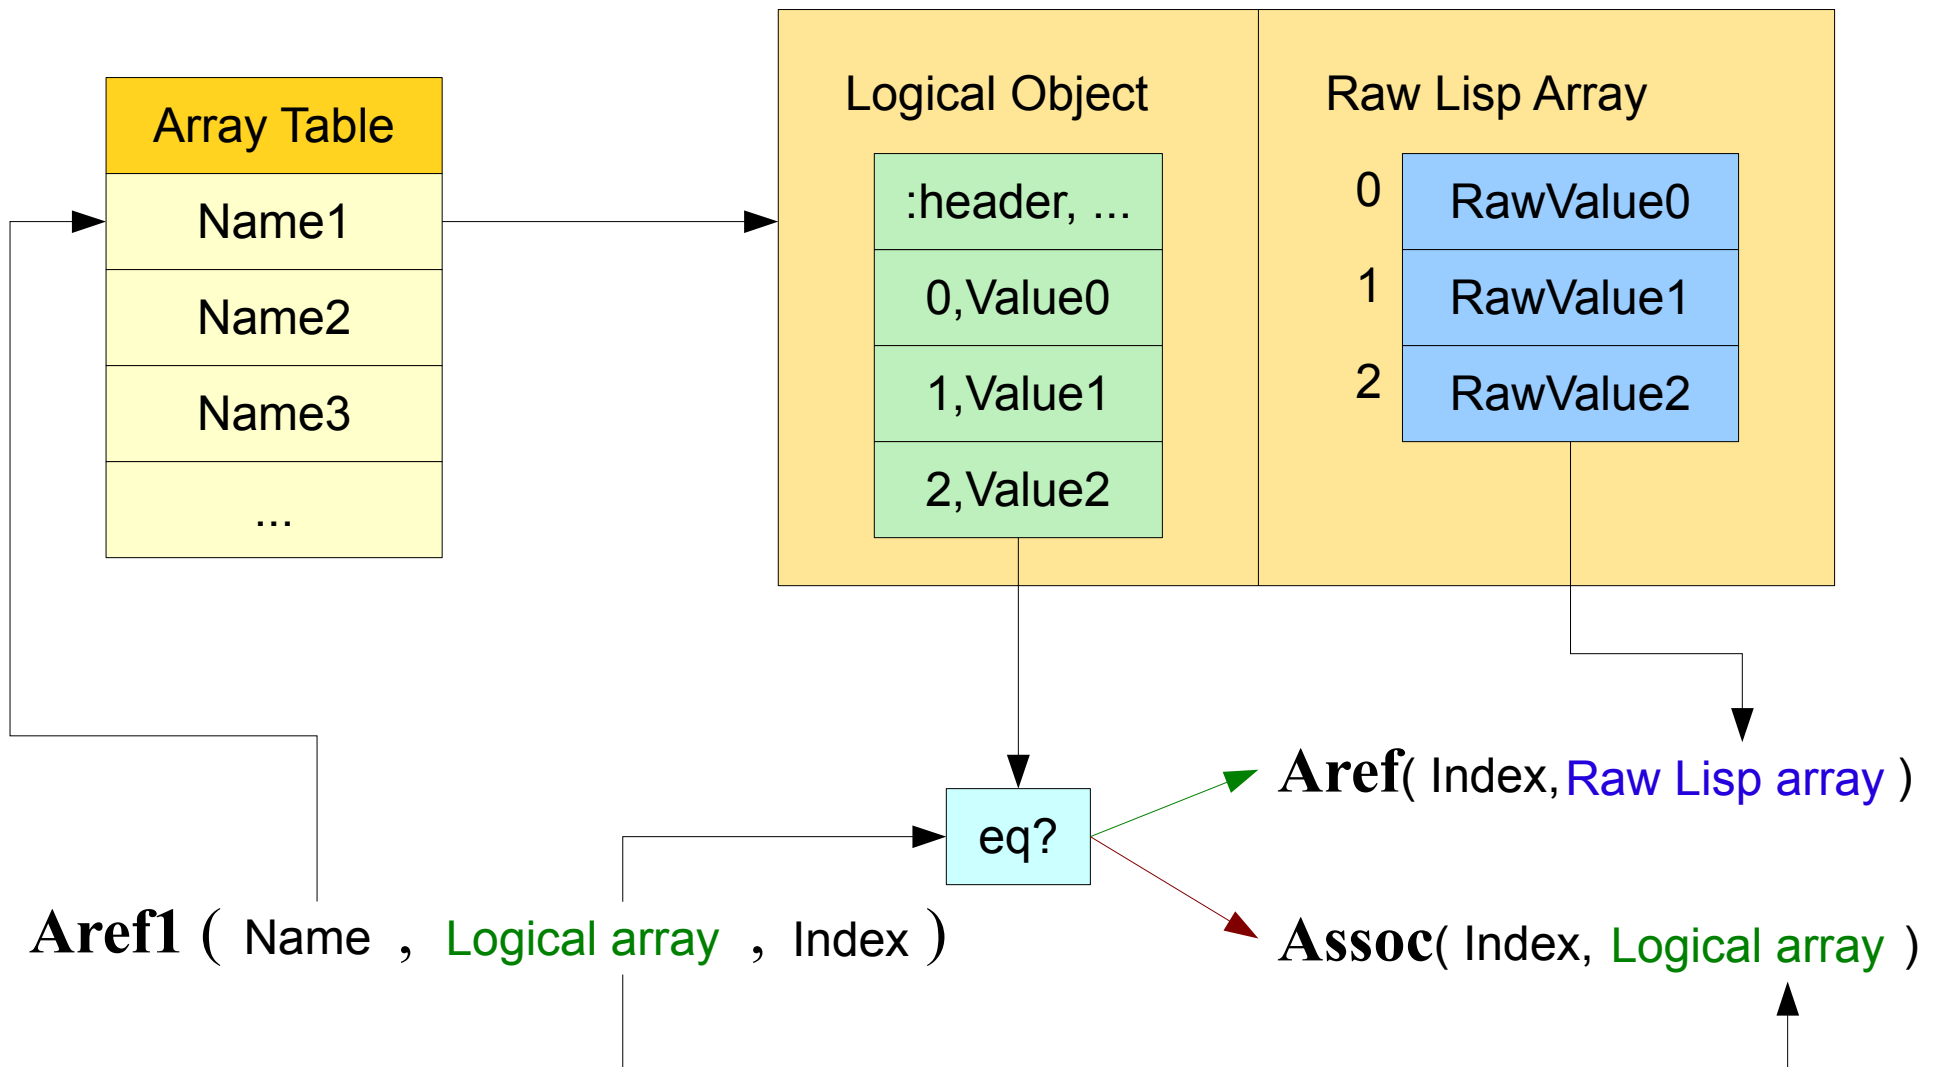 Array Table
Name1
Name2
Name3
...
Logical Object
:header, ...
0,Value0
1,Value1
2,Value2
Raw Lisp Array
0 RawValue0
1 RawValue1
2 RawValue2
eq?
Aref( Index, Raw Lisp array )
Aref1 ( Name , Logical array , Index )
Assoc( Index, Logical array )